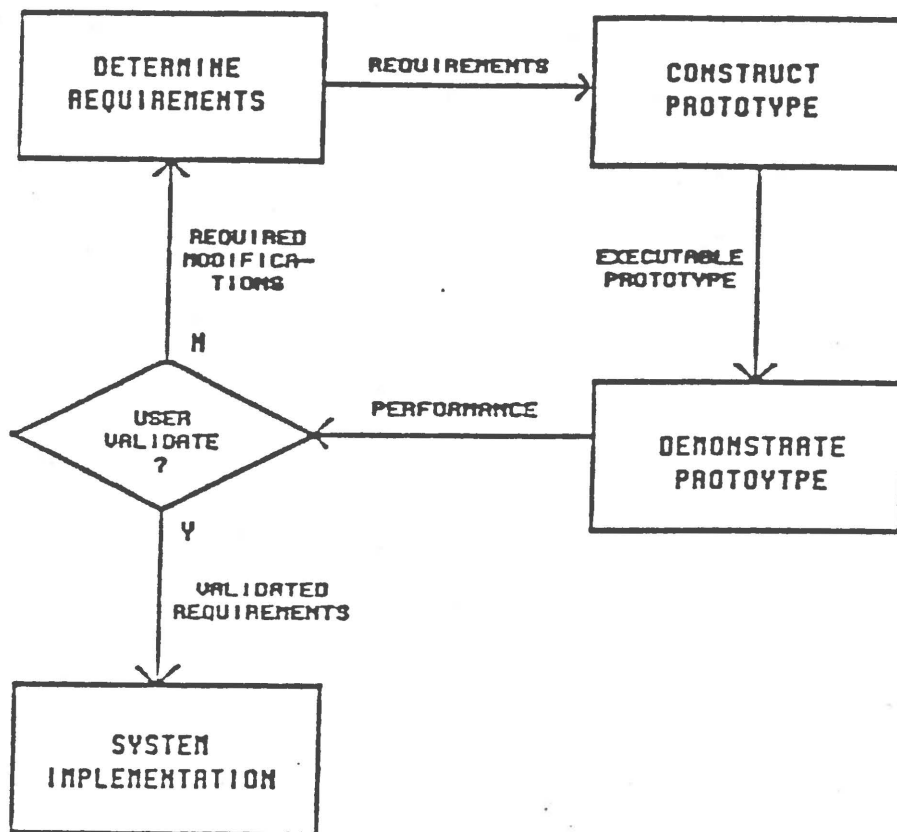 DETERMINE
REQUIREMENTS
REQUIREMENTS
CONSTRUCT
PROTOTYPE
REQUIRED
MODIFICA-
TIONS
EXECUTABLE
PROTOTYPE
N
USER
VALIDATE
?
PERFORMANCE
DEMONSTRATE
PROTOYTPE
Y
VALIDATED
REQUIREMENTS
SYSTEM
IMPLEMENTATION